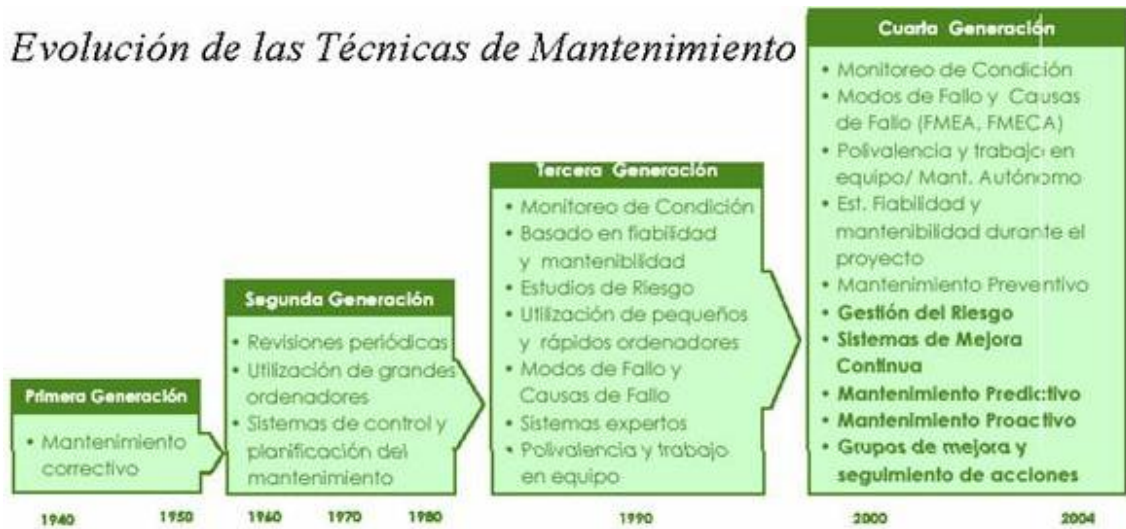 Evolución de las Técnicas de Mantenimiento
Primera Generación
• Mantenimiento
correctivo
Segunda Generación
• Revisiones periódicas
• Utilización de grandes
ordenadores
• Sistemas de control y
planificación del
mantenimiento
Tercera Generación
• Monitoreo de Condición
• Basado en fiabilidad
y mantenibilidad
• Estudios de Riesgo
• Utilización de pequeños
y rápidos ordenadores
• Modos de Fallo y
Causas de Fallo
• Sistemas expertos
• Polivalencia y trabajo
en equipo
Cuarta Generación
• Monitoreo de Condición
• Modos de Fallo y Causas
de Fallo (FMEA, FMECA)
• Polivalencia y trabajo en
equipo/ Mant. Autónomo
• Est. Fiabilidad y
mantenibilidad durante el
proyecto
• Mantenimiento Preventivo
• Gestión del Riesgo
• Sistemas de Mejora
Continua
• Mantenimiento Predictivo
• Mantenimiento Proactivo
• Grupos de mejora y
seguimiento de acciones
1940 1950 1960 1970 1980 1990 2000 2004